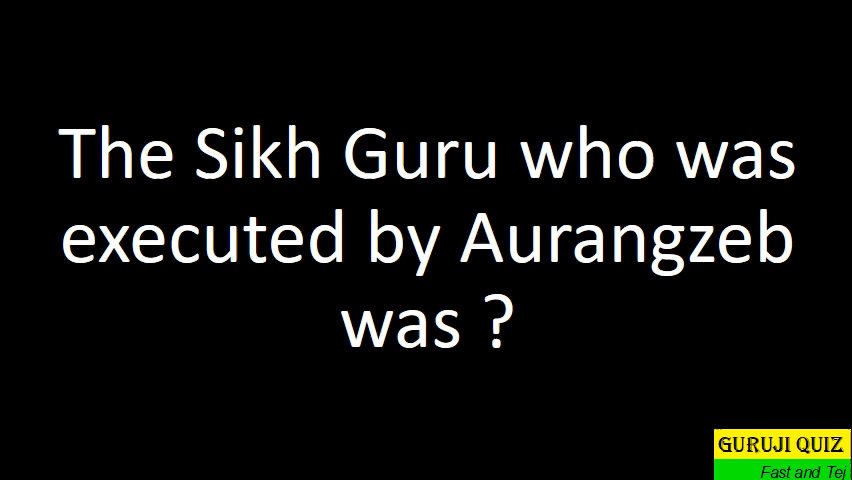 The Sikh Guru who was
executed by Aurangzeb
was ?
GURUJI QUIZ
Fast and Tej